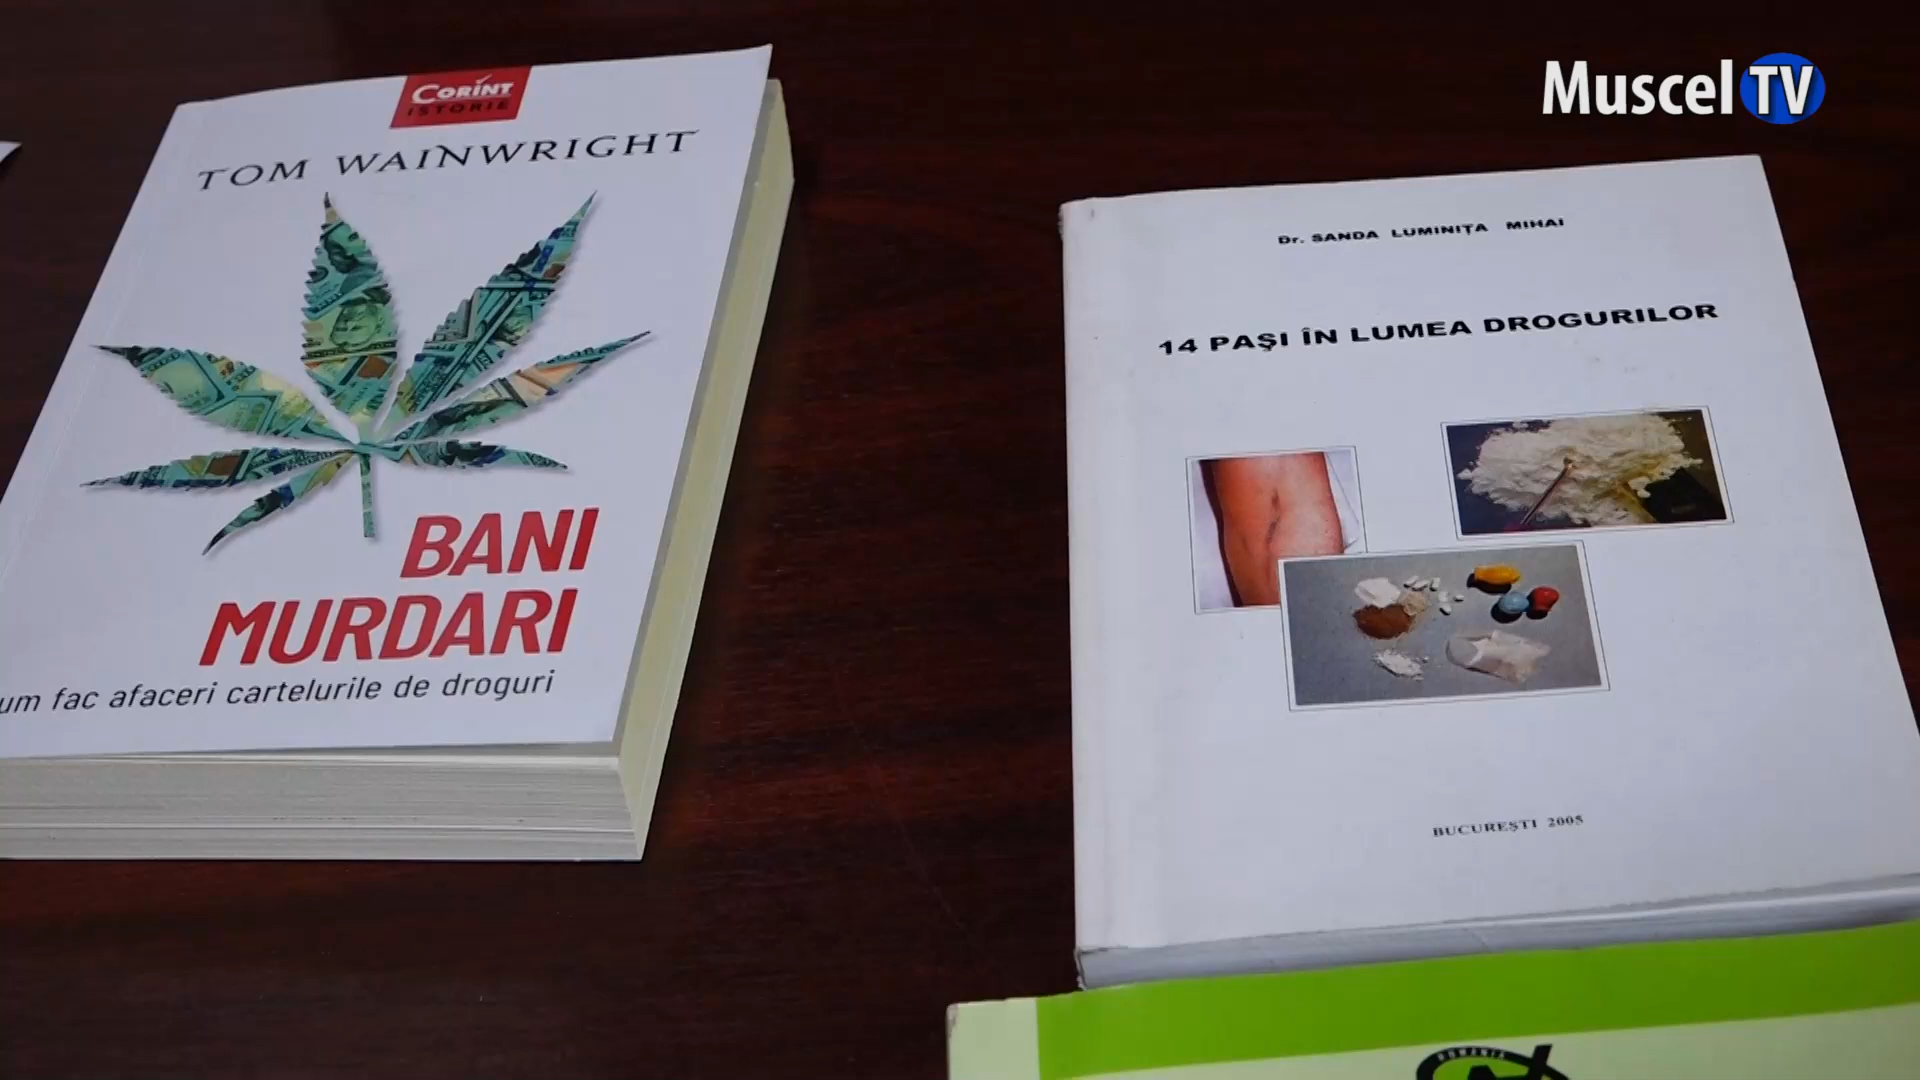 Muscel TV
CORINT
ISTORIE
TOM WAINWRIGHT
BANI
MURDARI
um fac afaceri cartelurile de droguri
Dr. SANDA LUMINIȚA MIHAI
14 PAȘI ÎN LUMEA DROGURILOR
BUCUREȘTI 2005
ROMANIA